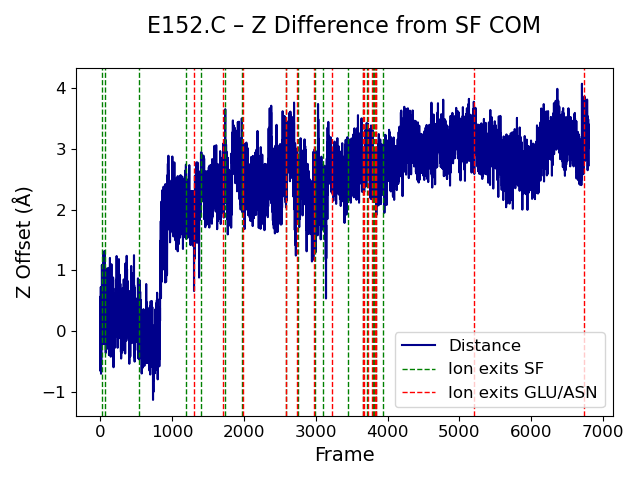 E152.C – Z Difference from SF COM
Z Offset (Å)
4
3
2
1
0
−1
0
1000
2000
3000
4000
5000
6000
7000
Frame
Distance
Ion exits SF
Ion exits GLU/ASN